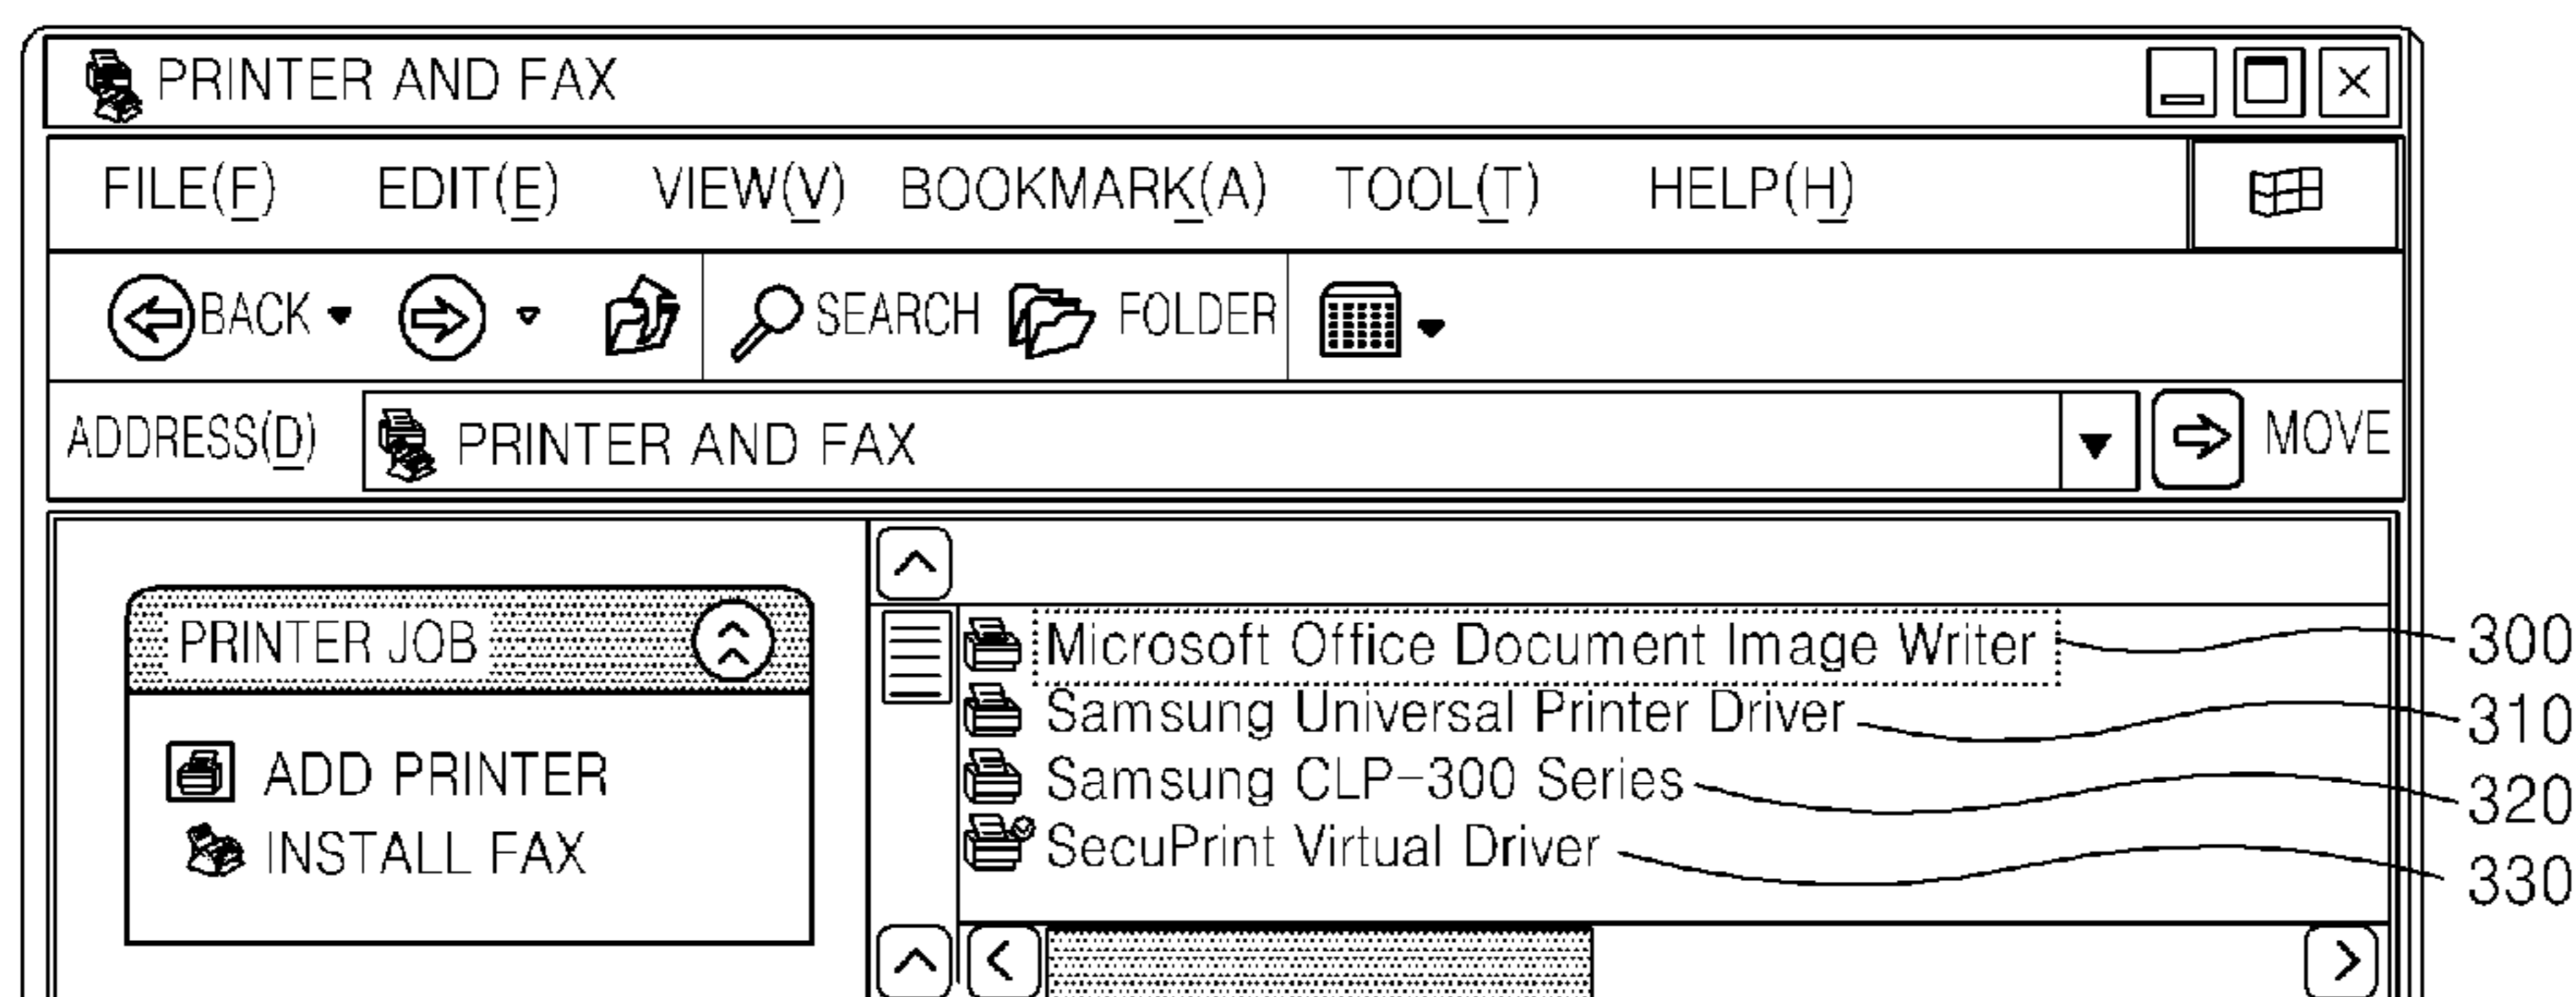 PRINTER AND FAX
FILE(F) EDIT(E) VIEW(V) BOOKMARK(A) TOOL(T) HELP(H)
BACK SEARCH FOLDER
ADDRESS(D) PRINTER AND FAX MOVE
PRINTER JOB
ADD PRINTER
INSTALL FAX
Microsoft Office Document Image Writer 300
Samsung Universal Printer Driver 310
Samsung CLP-300 Series 320
SecuPrint Virtual Driver 330